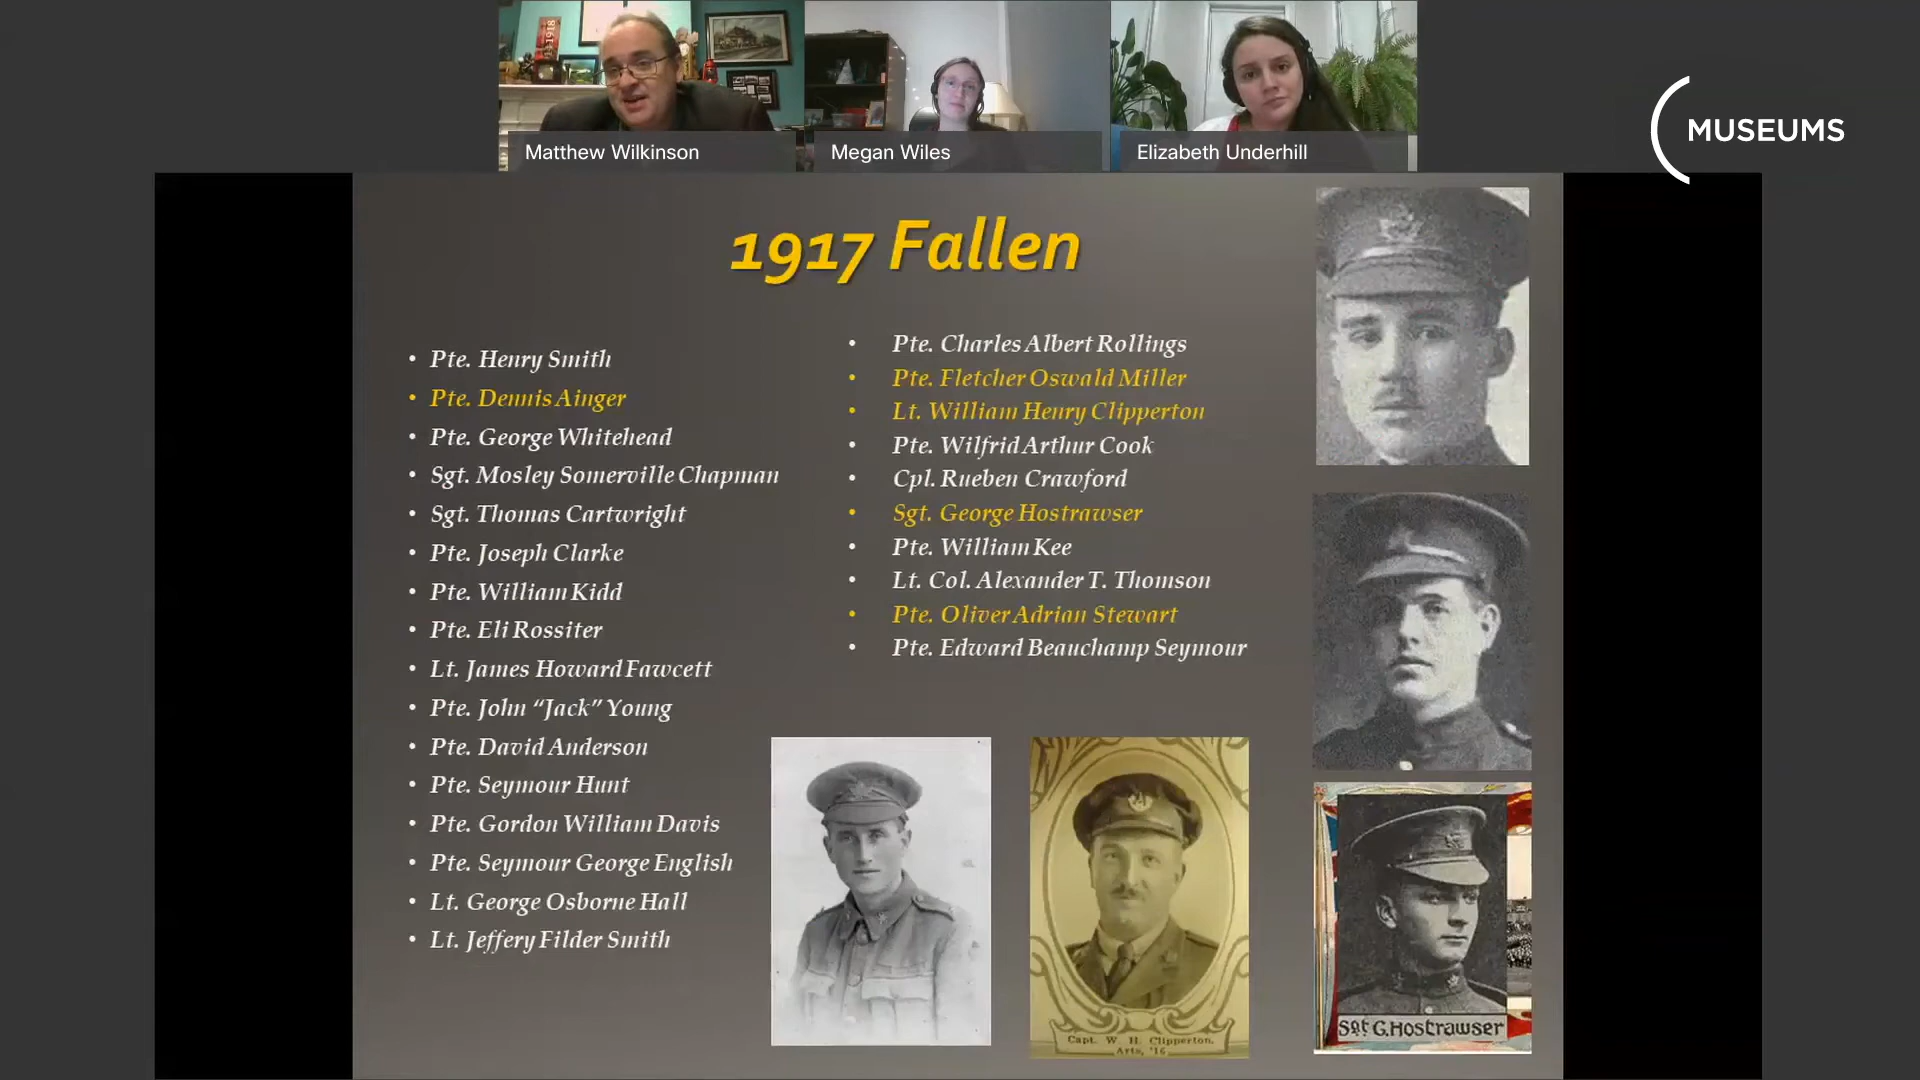 1918
Matthew Wilkinson
Megan Wiles
Elizabeth Underhill
MUSEUMS
1917 Fallen
• Pte. Henry Smith
• Pte. Dennis Ainger
• Pte. George Whitehead
• Sgt. Mosley Somerville Chapman
• Sgt. Thomas Cartwright
• Pte. Joseph Clarke
• Pte. William Kidd
• Pte. Eli Rossiter
• Lt. James Howard Fawcett
• Pte. John “Jack” Young
• Pte. David Anderson
• Pte. Seymour Hunt
• Pte. Gordon William Davis
• Pte. Seymour George English
• Lt. George Osborne Hall
• Lt. Jeffery Filder Smith
• Pte. Charles Albert Rollings
• Pte. Fletcher Oswald Miller
• Lt. William Henry Clipperton
• Pte. Wilfrid Arthur Cook
• Cpl. Rueben Crawford
• Sgt. George Hostrawser
• Pte. William Kee
• Lt. Col. Alexander T. Thomson
• Pte. Oliver Adrian Stewart
• Pte. Edward Beauchamp Seymour
Capt. W. H. Clipperton,
Arts, '16
Sgt G. Hostrawser